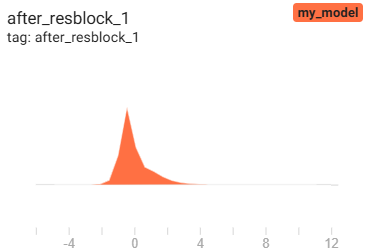 after_resblock_1
my_model
tag: after_resblock_1
-4 0 4 8 12